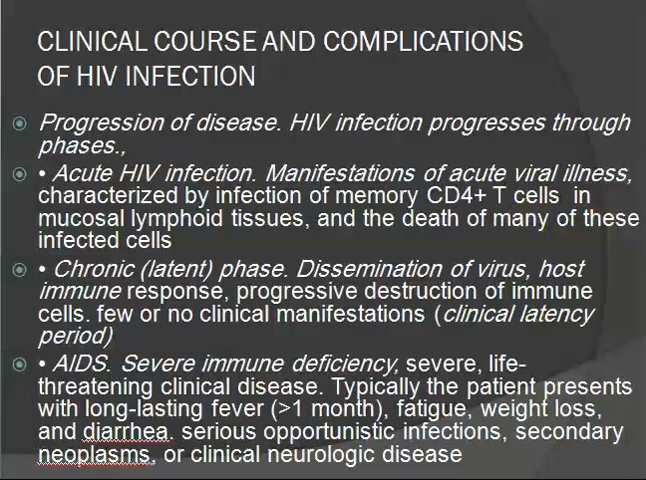 CLINICAL COURSE AND COMPLICATIONS
OF HIV INFECTION
Progression of disease. HIV infection progresses through
phases.,
• Acute HIV infection. Manifestations of acute viral illness,
characterized by infection of memory CD4+ T cells in
mucosal lymphoid tissues, and the death of many of these
infected cells
• Chronic (latent) phase. Dissemination of virus, host
immune response, progressive destruction of immune
cells. few or no clinical manifestations (clinical latency
period)
• AIDS. Severe immune deficiency, severe, life-
threatening clinical disease. Typically the patient presents
with long-lasting fever (>1 month), fatigue, weight loss,
and diarrhea. serious opportunistic infections, secondary
neoplasms, or clinical neurologic disease